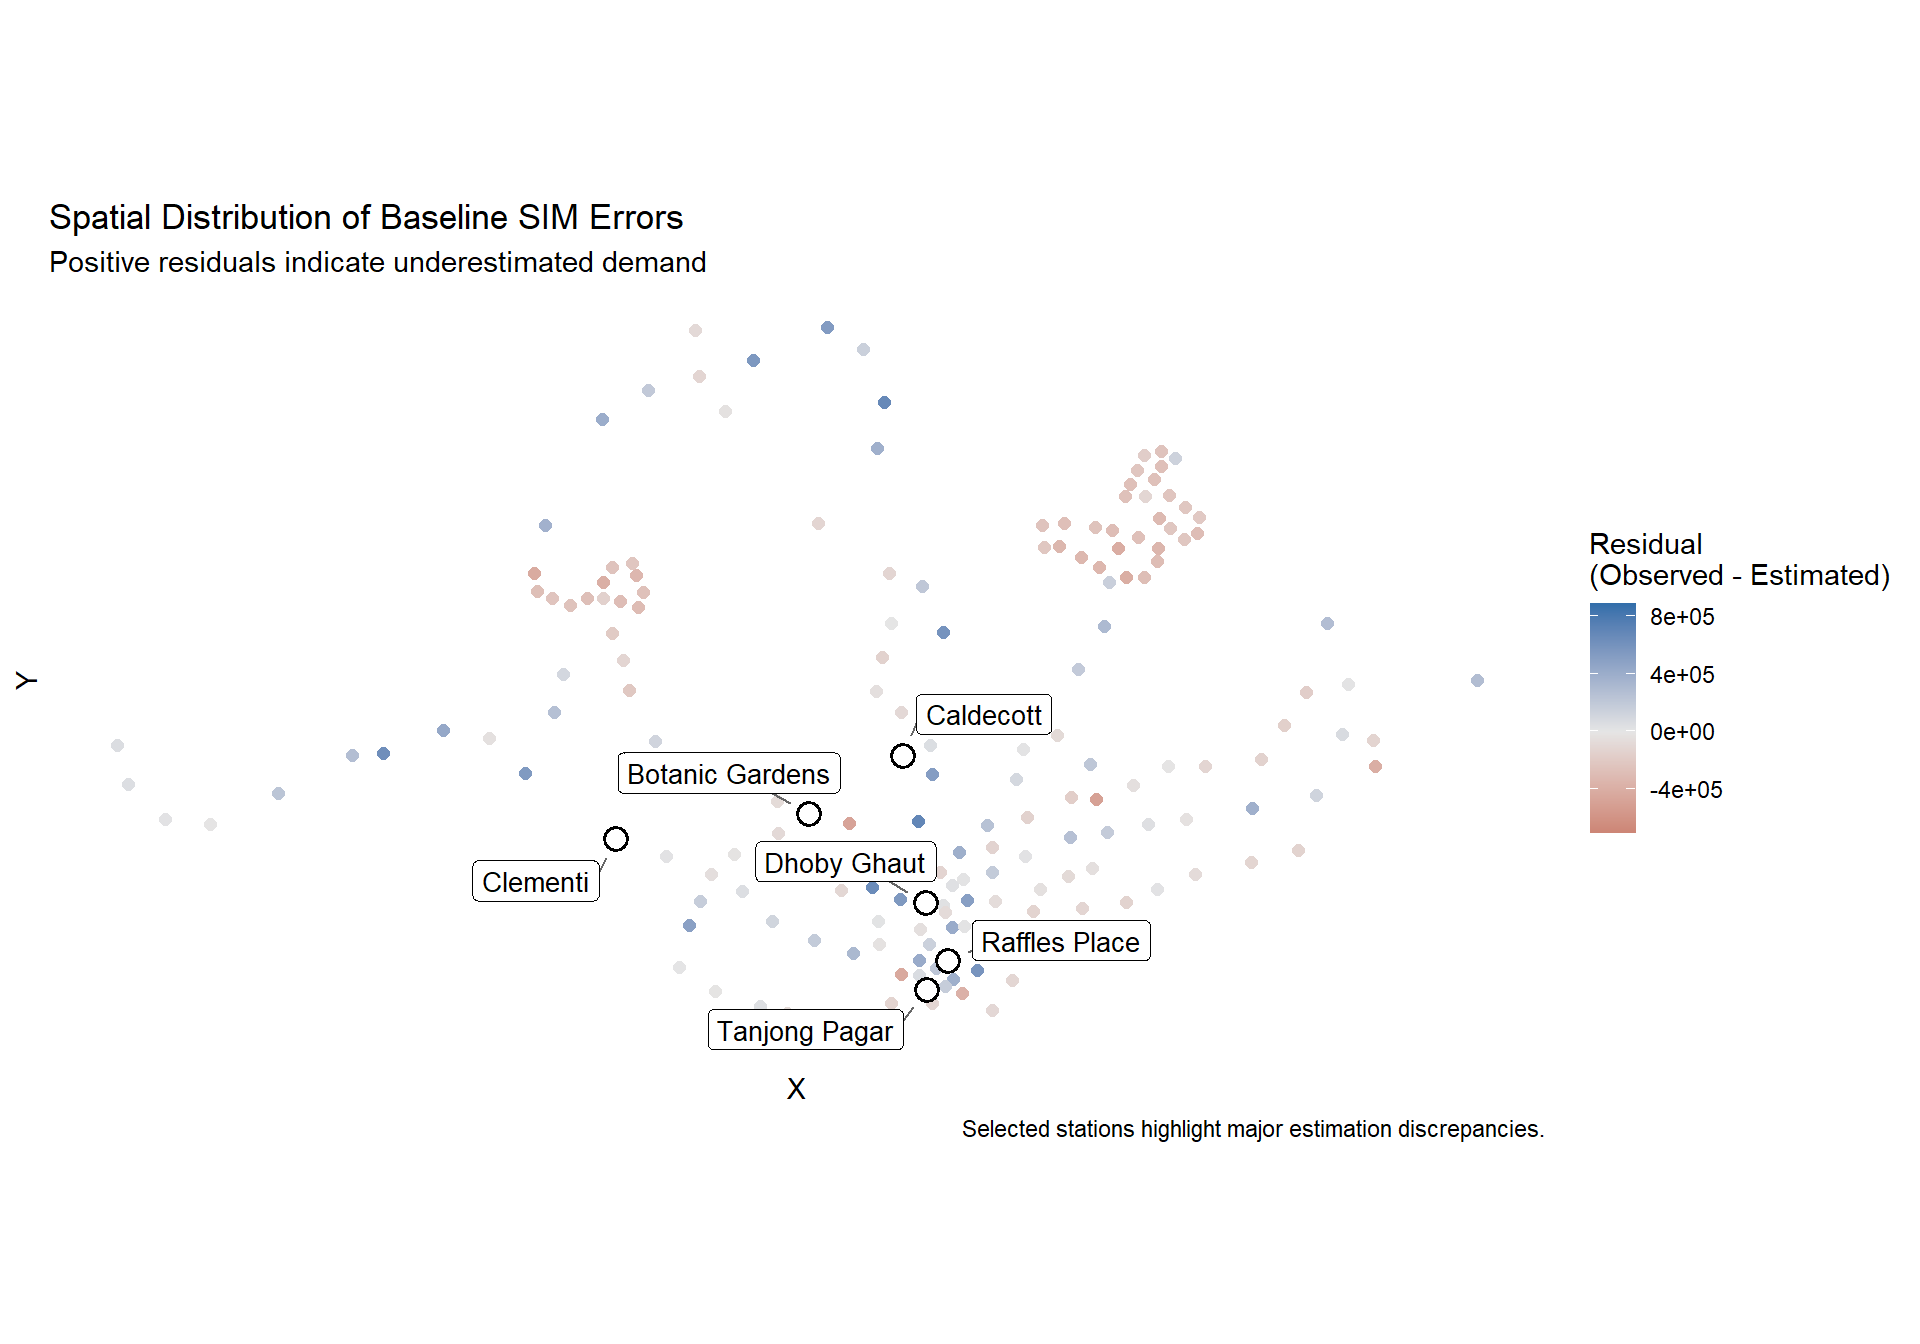 Spatial Distribution of Baseline SIM Errors
Positive residuals indicate underestimated demand
Caldecott
Botanic Gardens
Dhoby Ghaut
Clementi
Raffles Place
Tanjong Pagar
Y
X
Residual
(Observed - Estimated)
8e+05
4e+05
0e+00
-4e+05
Selected stations highlight major estimation discrepancies.